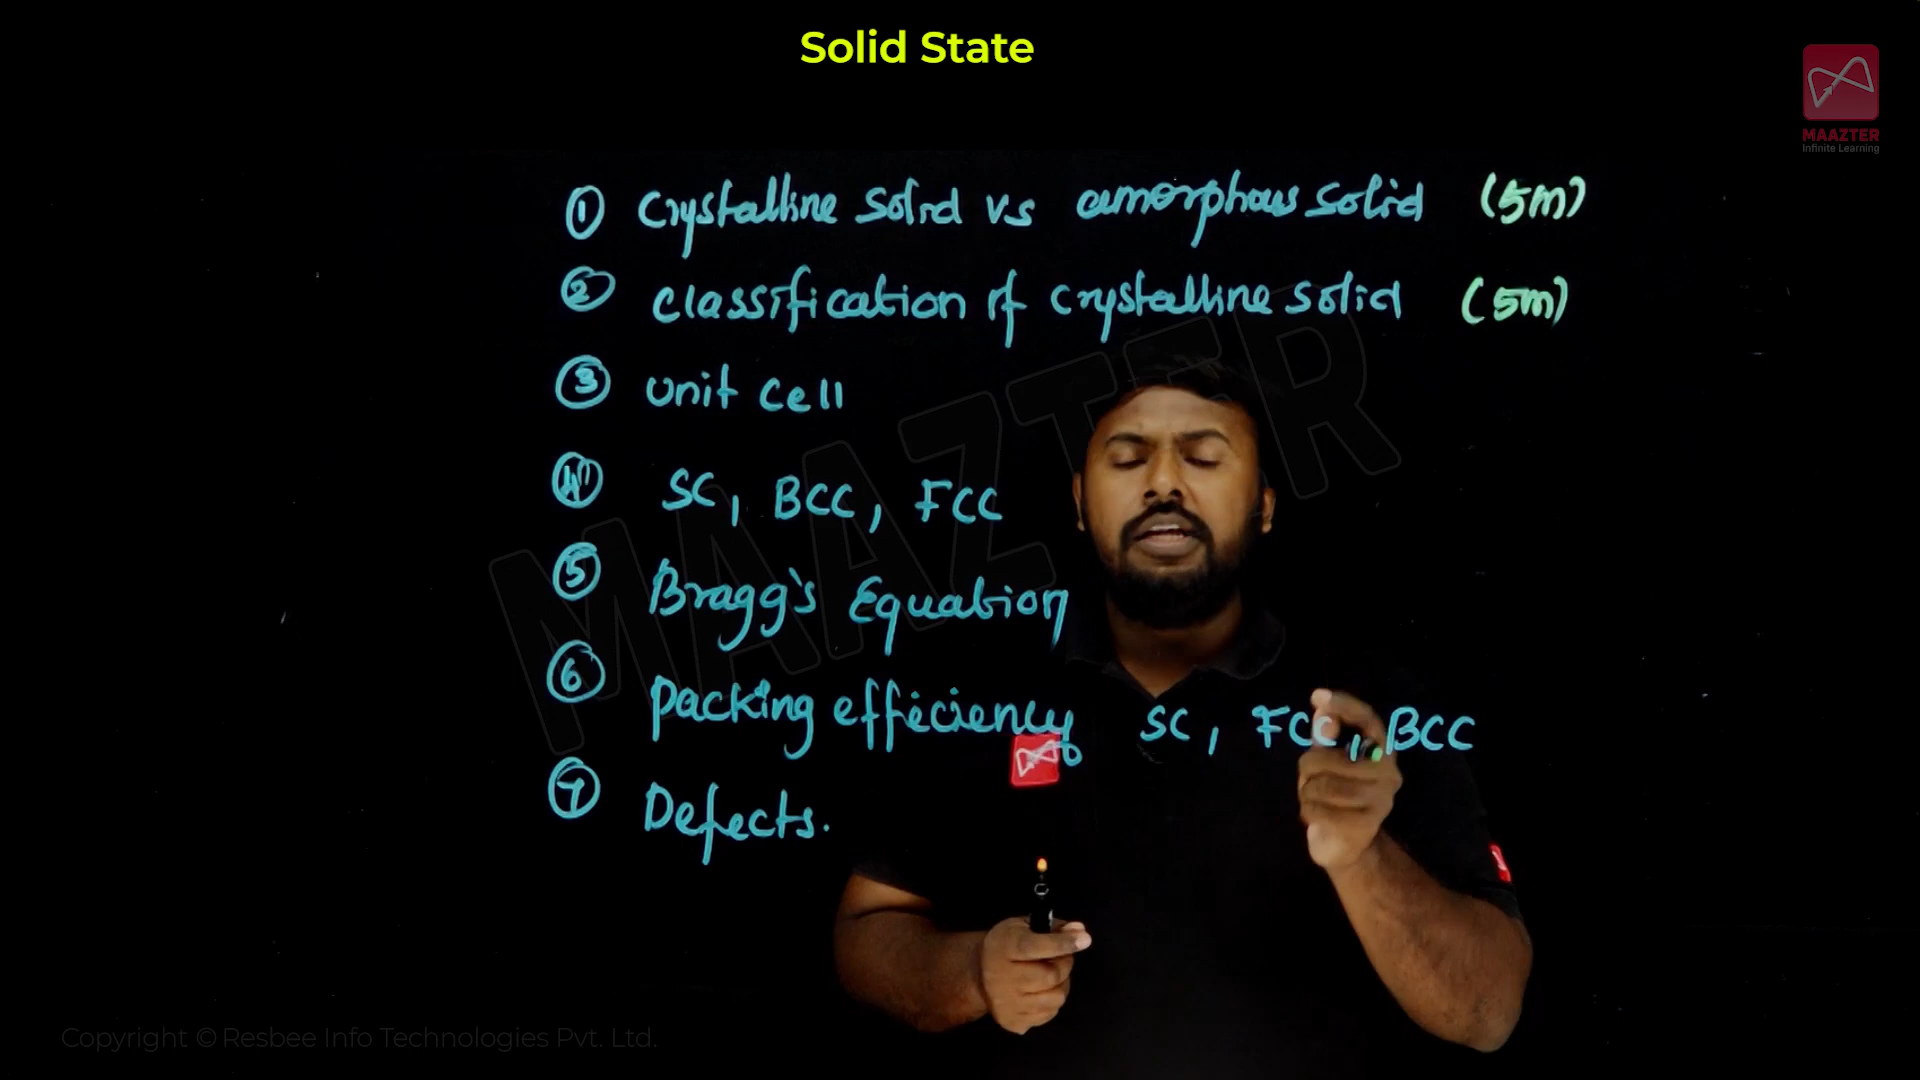 Solid State
MAAZTER
Infinite Learning
① Crystalline Solid vs amorphous Solid (5m)
② Classification of Crystalline Solid (5m)
③ Unit Cell
④ SC, BCC, FCC
⑤ Bragg's Equation
⑥ Packing efficiency SC, FCC, BCC
⑦ Defects.
MAAZTER
Copyright © Resbee Info Technologies Pvt. Ltd.